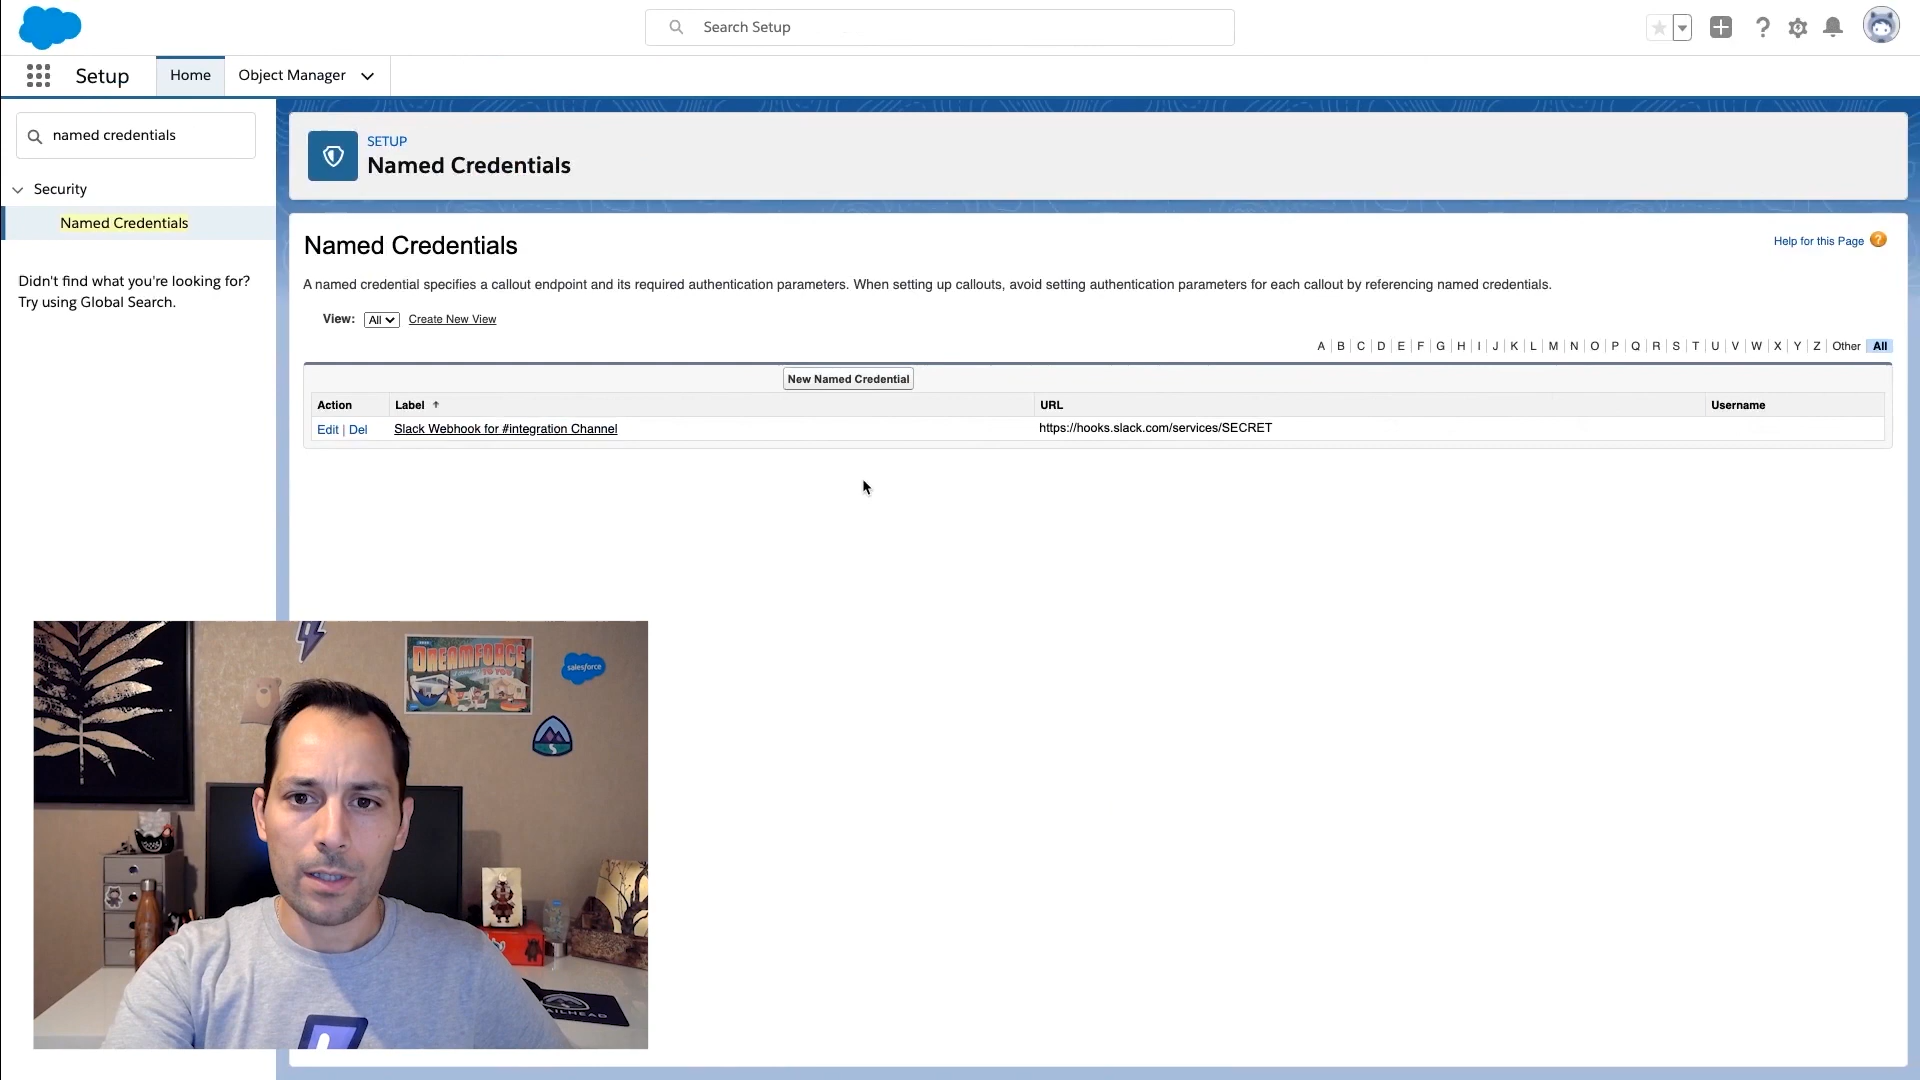 Search Setup
Setup
Home
Object Manager
named credentials
Security
Named Credentials
Didn't find what you're looking for?
Try using Global Search.
SETUP
Named Credentials
Named Credentials
Help for this Page
A named credential specifies a callout endpoint and its required authentication parameters. When setting up callouts, avoid setting authentication parameters for each callout by referencing named credentials.
View: All Create New View
A | B | C | D | E | F | G | H | I | J | K | L | M | N | O | P | Q | R | S | T | U | V | W | X | Y | Z | Other All
New Named Credential
Action Label URL Username
Edit | Del Slack Webhook for #integration Channel https://hooks.slack.com/services/SECRET
DREAMFORCE
TO YOU
salesforce
AILHEAD